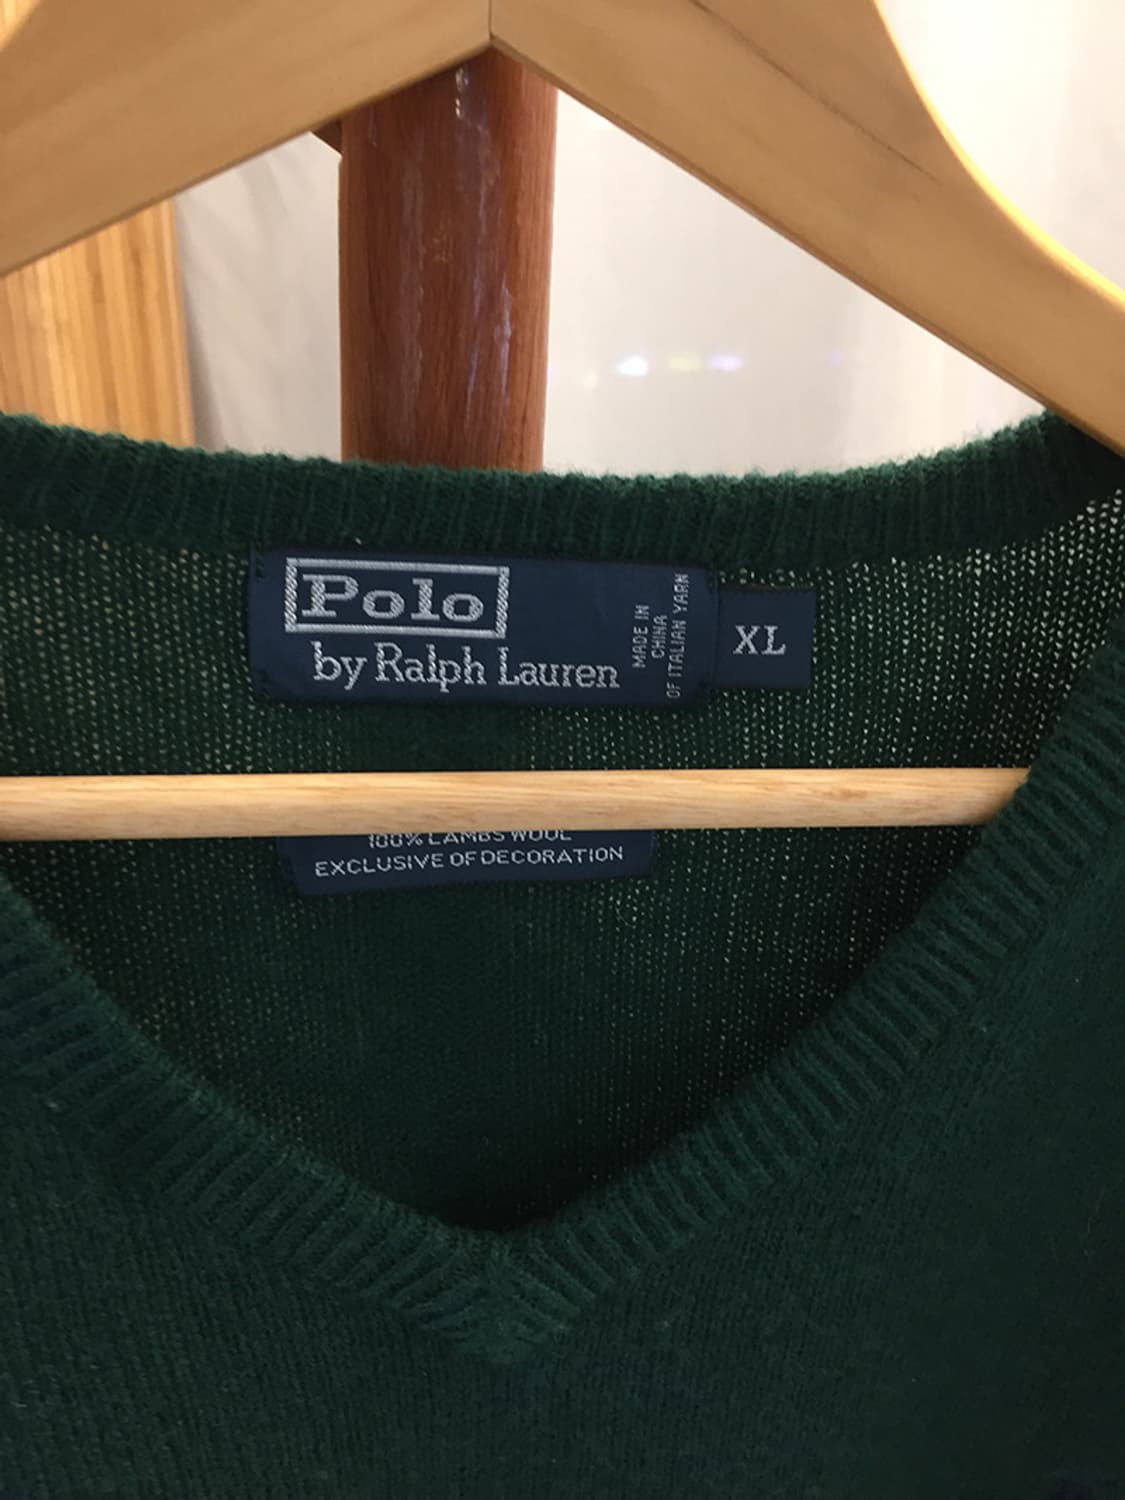 Polo
by Ralph Lauren
MADE IN
CHINA
OF ITALIAN YARN
XL
100% LAMBS WOOL
EXCLUSIVE OF DECORATION